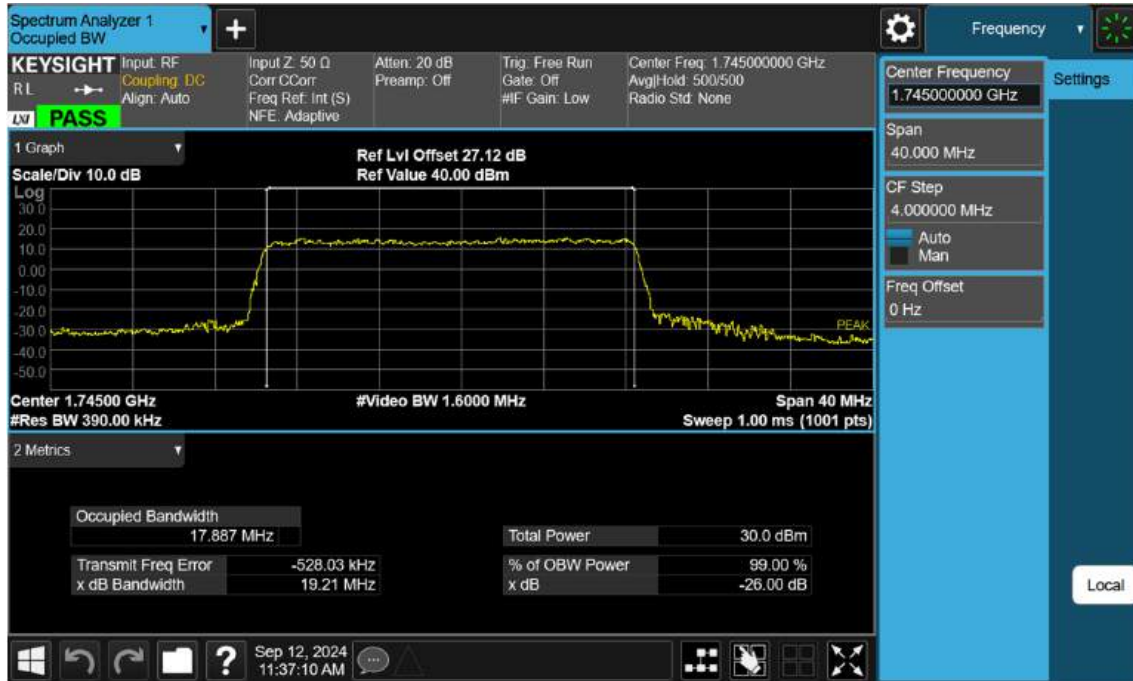 Spectrum Analyzer 1
Occupied BW
+
Frequency
KEYSIGHT
R L
LXI
PASS
Input: RF
Coupling: DC
Align: Auto
Input Z: 50 Ω
Corr CCorr
Freq Ref: Int (S)
NFE: Adaptive
Atten: 20 dB
Preamp: Off
Trig: Free Run
Gate: Off
#IF Gain: Low
Center Freq: 1.745000000 GHz
Avg|Hold: 500/500
Radio Std: None
Center Frequency
1.745000000 GHz
Settings
Span
40.000 MHz
CF Step
4.000000 MHz
Auto
Man
Freq Offset
0 Hz
Local
1 Graph
Scale/Div 10.0 dB
Ref Lvl Offset 27.12 dB
Ref Value 40.00 dBm
Log
30.0
20.0
10.0
0.00
-10.0
-20.0
-30.0
-40.0
-50.0
PEAK
Center 1.74500 GHz
#Video BW 1.6000 MHz
Span 40 MHz
#Res BW 390.00 kHz
Sweep 1.00 ms (1001 pts)
2 Metrics
Occupied Bandwidth
17.887 MHz
Total Power 30.0 dBm
Transmit Freq Error -528.03 kHz
% of OBW Power 99.00 %
x dB Bandwidth 19.21 MHz
x dB -26.00 dB
?
Sep 12, 2024
11:37:10 AM